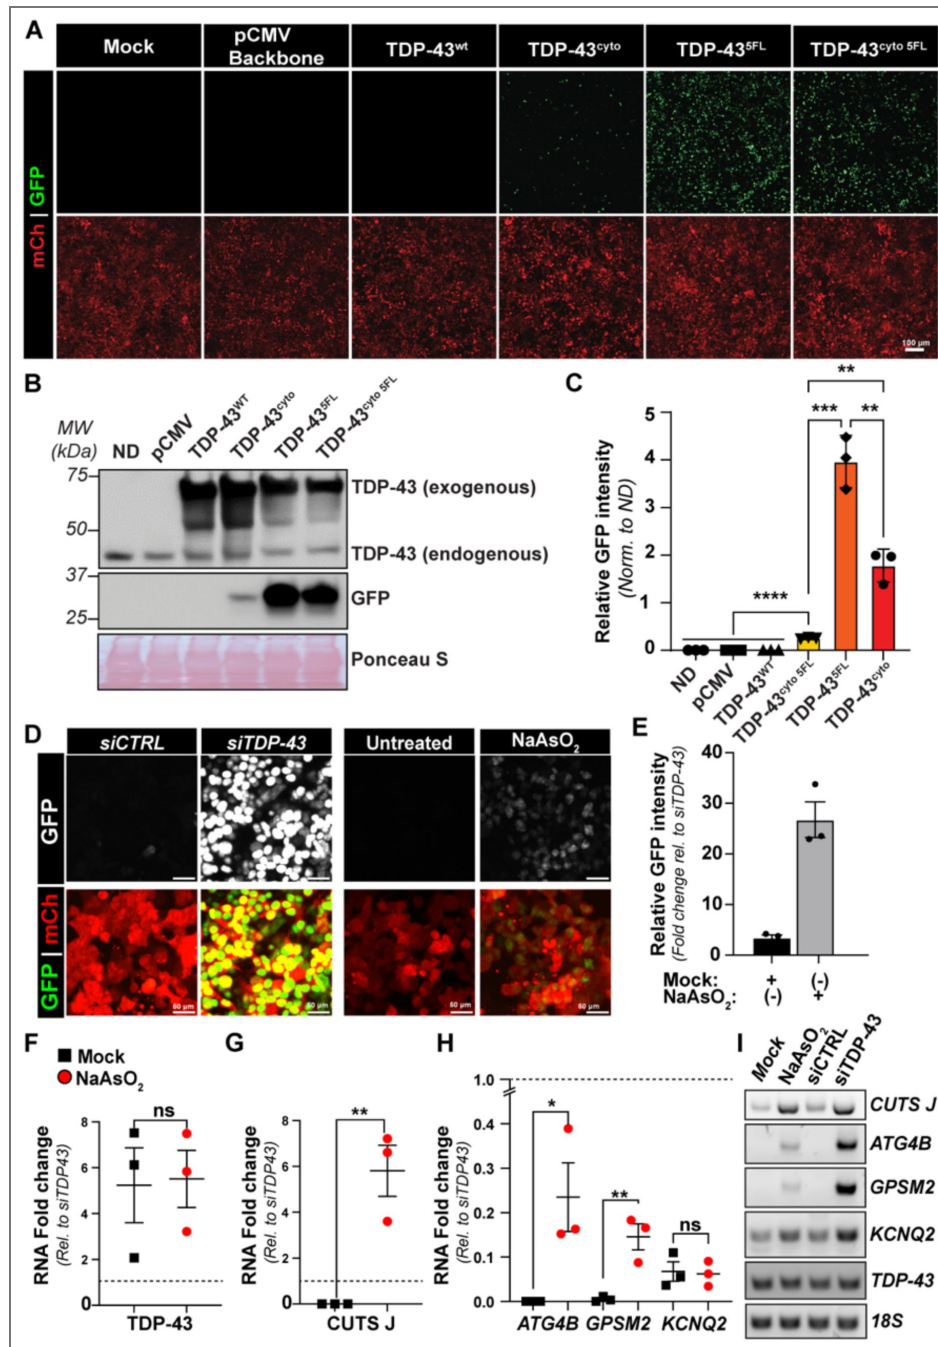 A
Mock
pCMV
Backbone
TDP-43ʷᵗ
TDP-43ᶜʸᵗᵒ
TDP-43⁵ᶠᴸ
TDP-43ᶜʸᵗᵒ ⁵ᶠᴸ
mCh | GFP
100 µm
B
MW
(kDa)
ND
pCMV
TDP-43ᵂᵀ
TDP-43ᶜʸᵗᵒ
TDP-43⁵ᶠᴸ
TDP-43ᶜʸᵗᵒ ⁵ᶠᴸ
75
50
37
25
TDP-43 (exogenous)
TDP-43 (endogenous)
GFP
Ponceau S
C
Relative GFP intensity
(Norm. to ND)
5
4
3
2
1
0
****
***
**
**
ND
pCMV
TDP-43ᵂᵀ
TDP-43ᶜʸᵗᵒ ⁵ᶠᴸ
TDP-43⁵ᶠᴸ
TDP-43ᶜʸᵗᵒ
D
siCTRL
siTDP-43
Untreated
NaAsO₂
GFP
GFP | mCh
50 µm
50 µm
50 µm
50 µm
E
Relative GFP intensity
(Fold change rel. to siTDP-43)
40
30
20
10
0
Mock: + (-)
NaAsO₂: (-) +
F
Mock
NaAsO₂
RNA Fold change
(Rel. to siTDP43)
8
6
4
2
0
ns
TDP-43
G
RNA Fold change
(Rel. to siTDP43)
8
6
4
2
0
**
CUTS J
H
RNA Fold change
(Rel. to siTDP43)
1.0
0.4
0.3
0.2
0.1
0.0
*
**
ns
ATG4B
GPSM2
KCNQ2
I
Mock
NaAsO₂
siCTRL
siTDP-43
CUTS J
ATG4B
GPSM2
KCNQ2
TDP-43
18S